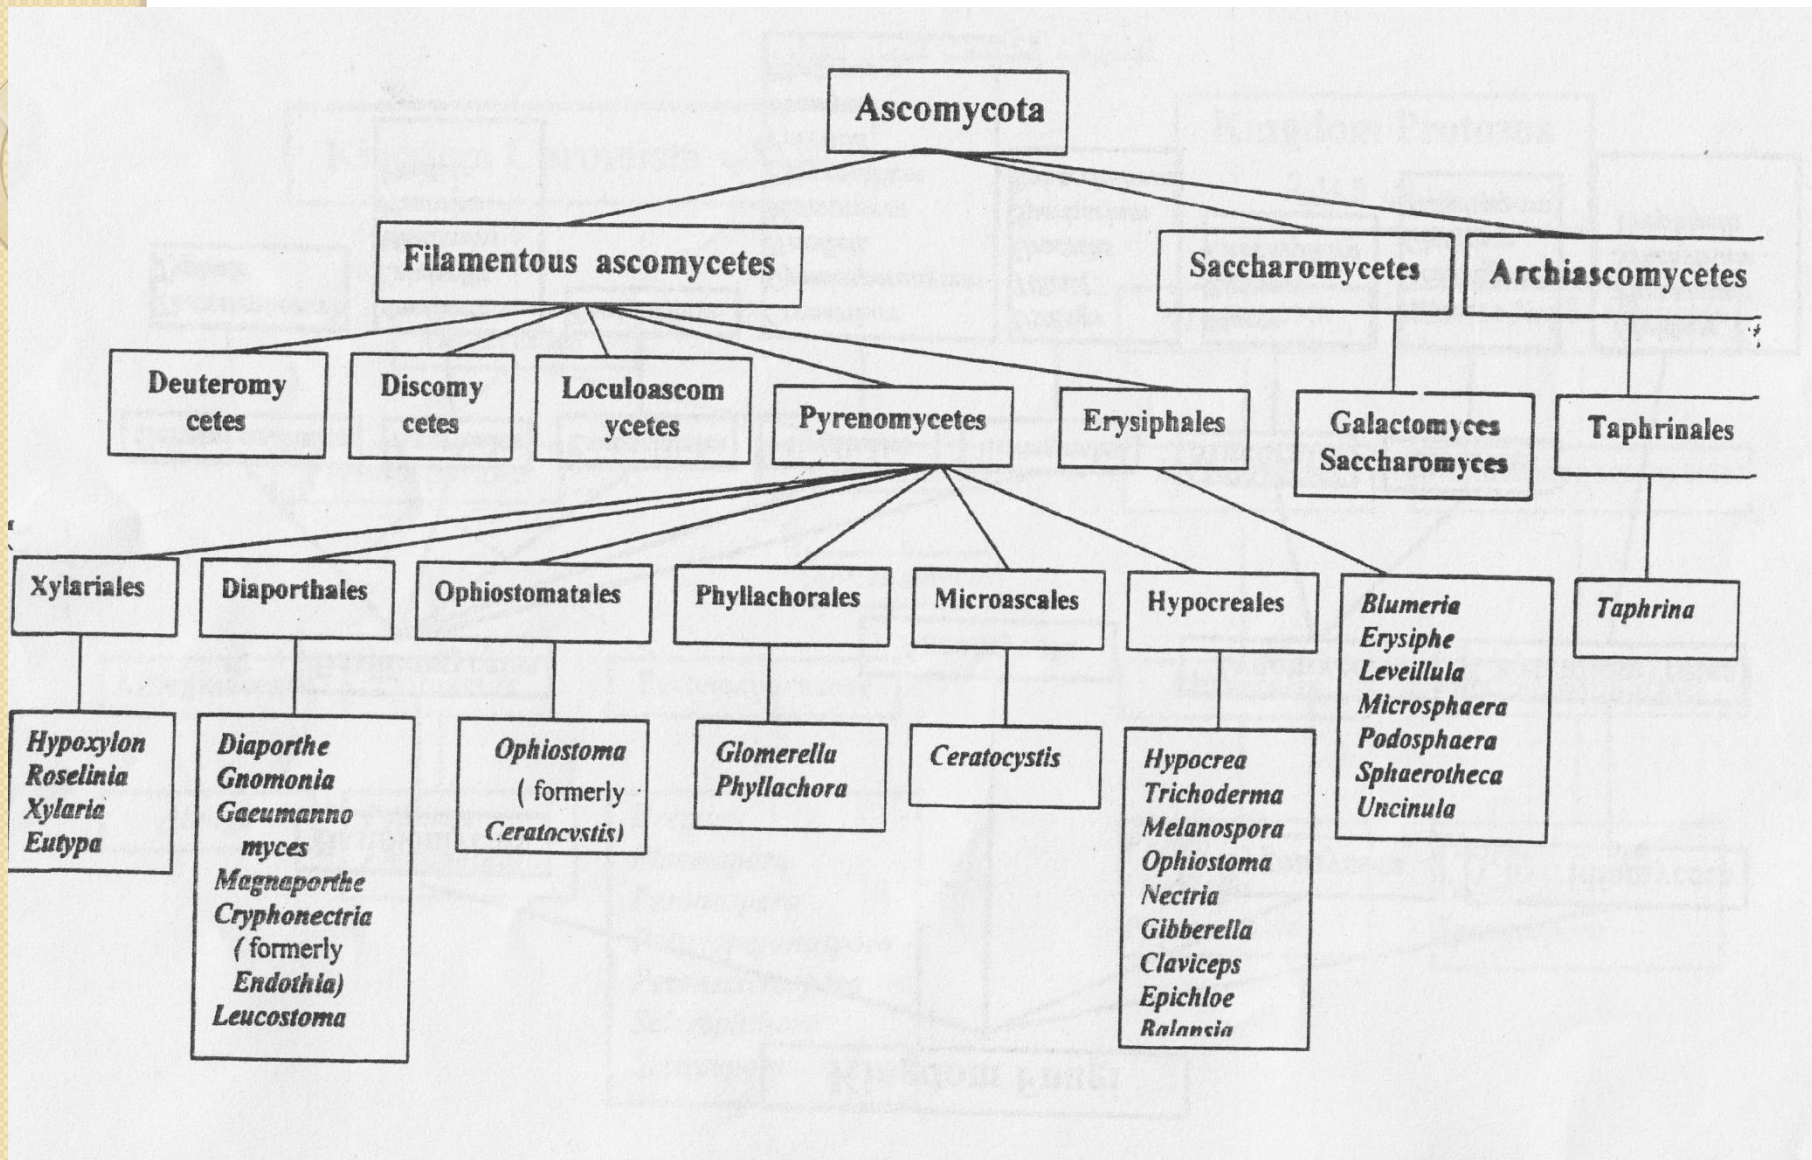 Ascomycota
Filamentous ascomycetes
Saccharomycetes
Archiascomycetes
Deuteromy
cetes
Discomy
cetes
Loculoascom
ycetes
Pyrenomycetes
Erysiphales
Galactomyces
Saccharomyces
Taphrinales
Xylariales
Diaporthales
Ophiostomatales
Phyllachorales
Microascales
Hypocreales
Blumeria
Erysiphe
Leveillula
Microsphaera
Podosphaera
Sphaerotheca
Uncinula
Taphrina
Hypoxylon
Roselinia
Xylaria
Eutypa
Diaporthe
Gnomonia
Gaeumanno
myces
Magnaporthe
Cryphonectria
( formerly
Endothia)
Leucostoma
Ophiostoma
( formerly
Ceratocystis)
Glomerella
Phyllachora
Ceratocystis
Hypocrea
Trichoderma
Melanospora
Ophiostoma
Nectria
Gibberella
Claviceps
Epichloe
Balansia